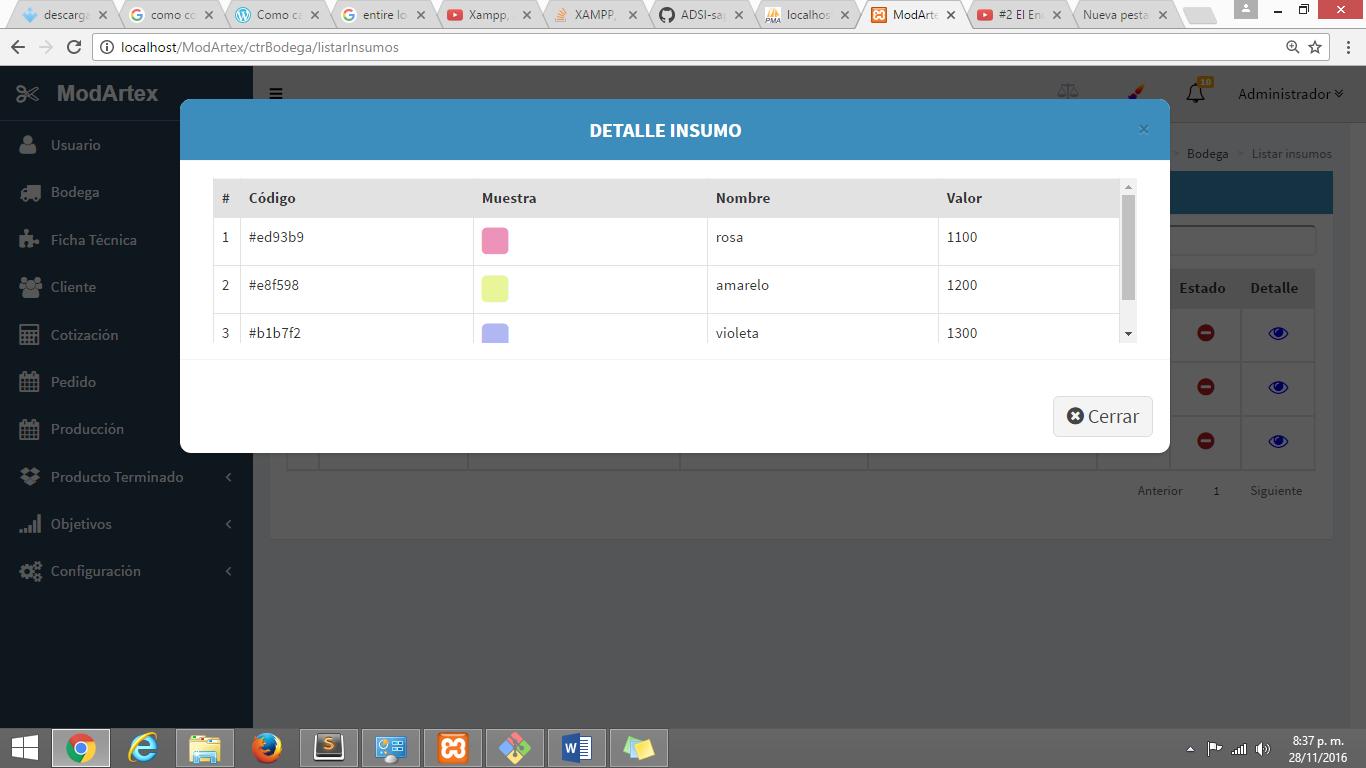 descarga
como co
Como ca
entire lo
Xampp,
XAMPP,
ADSI-sa
localhos
ModArte
#2 El En
Nueva pesta
localhost/ModArtex/ctrBodega/listarInsumos
ModArtex
10
Administrador
Usuario
Bodega
Ficha Técnica
Cliente
Cotización
Pedido
Producción
Producto Terminado
Objetivos
Configuración
Bodega > Listar insumos
DETALLE INSUMO
×
# Código Muestra Nombre Valor
1 #ed93b9 rosa 1100
2 #e8f598 amarelo 1200
3 #b1b7f2 violeta 1300
Cerrar
Estado Detalle
Anterior 1 Siguiente
8:37 p. m.
28/11/2016